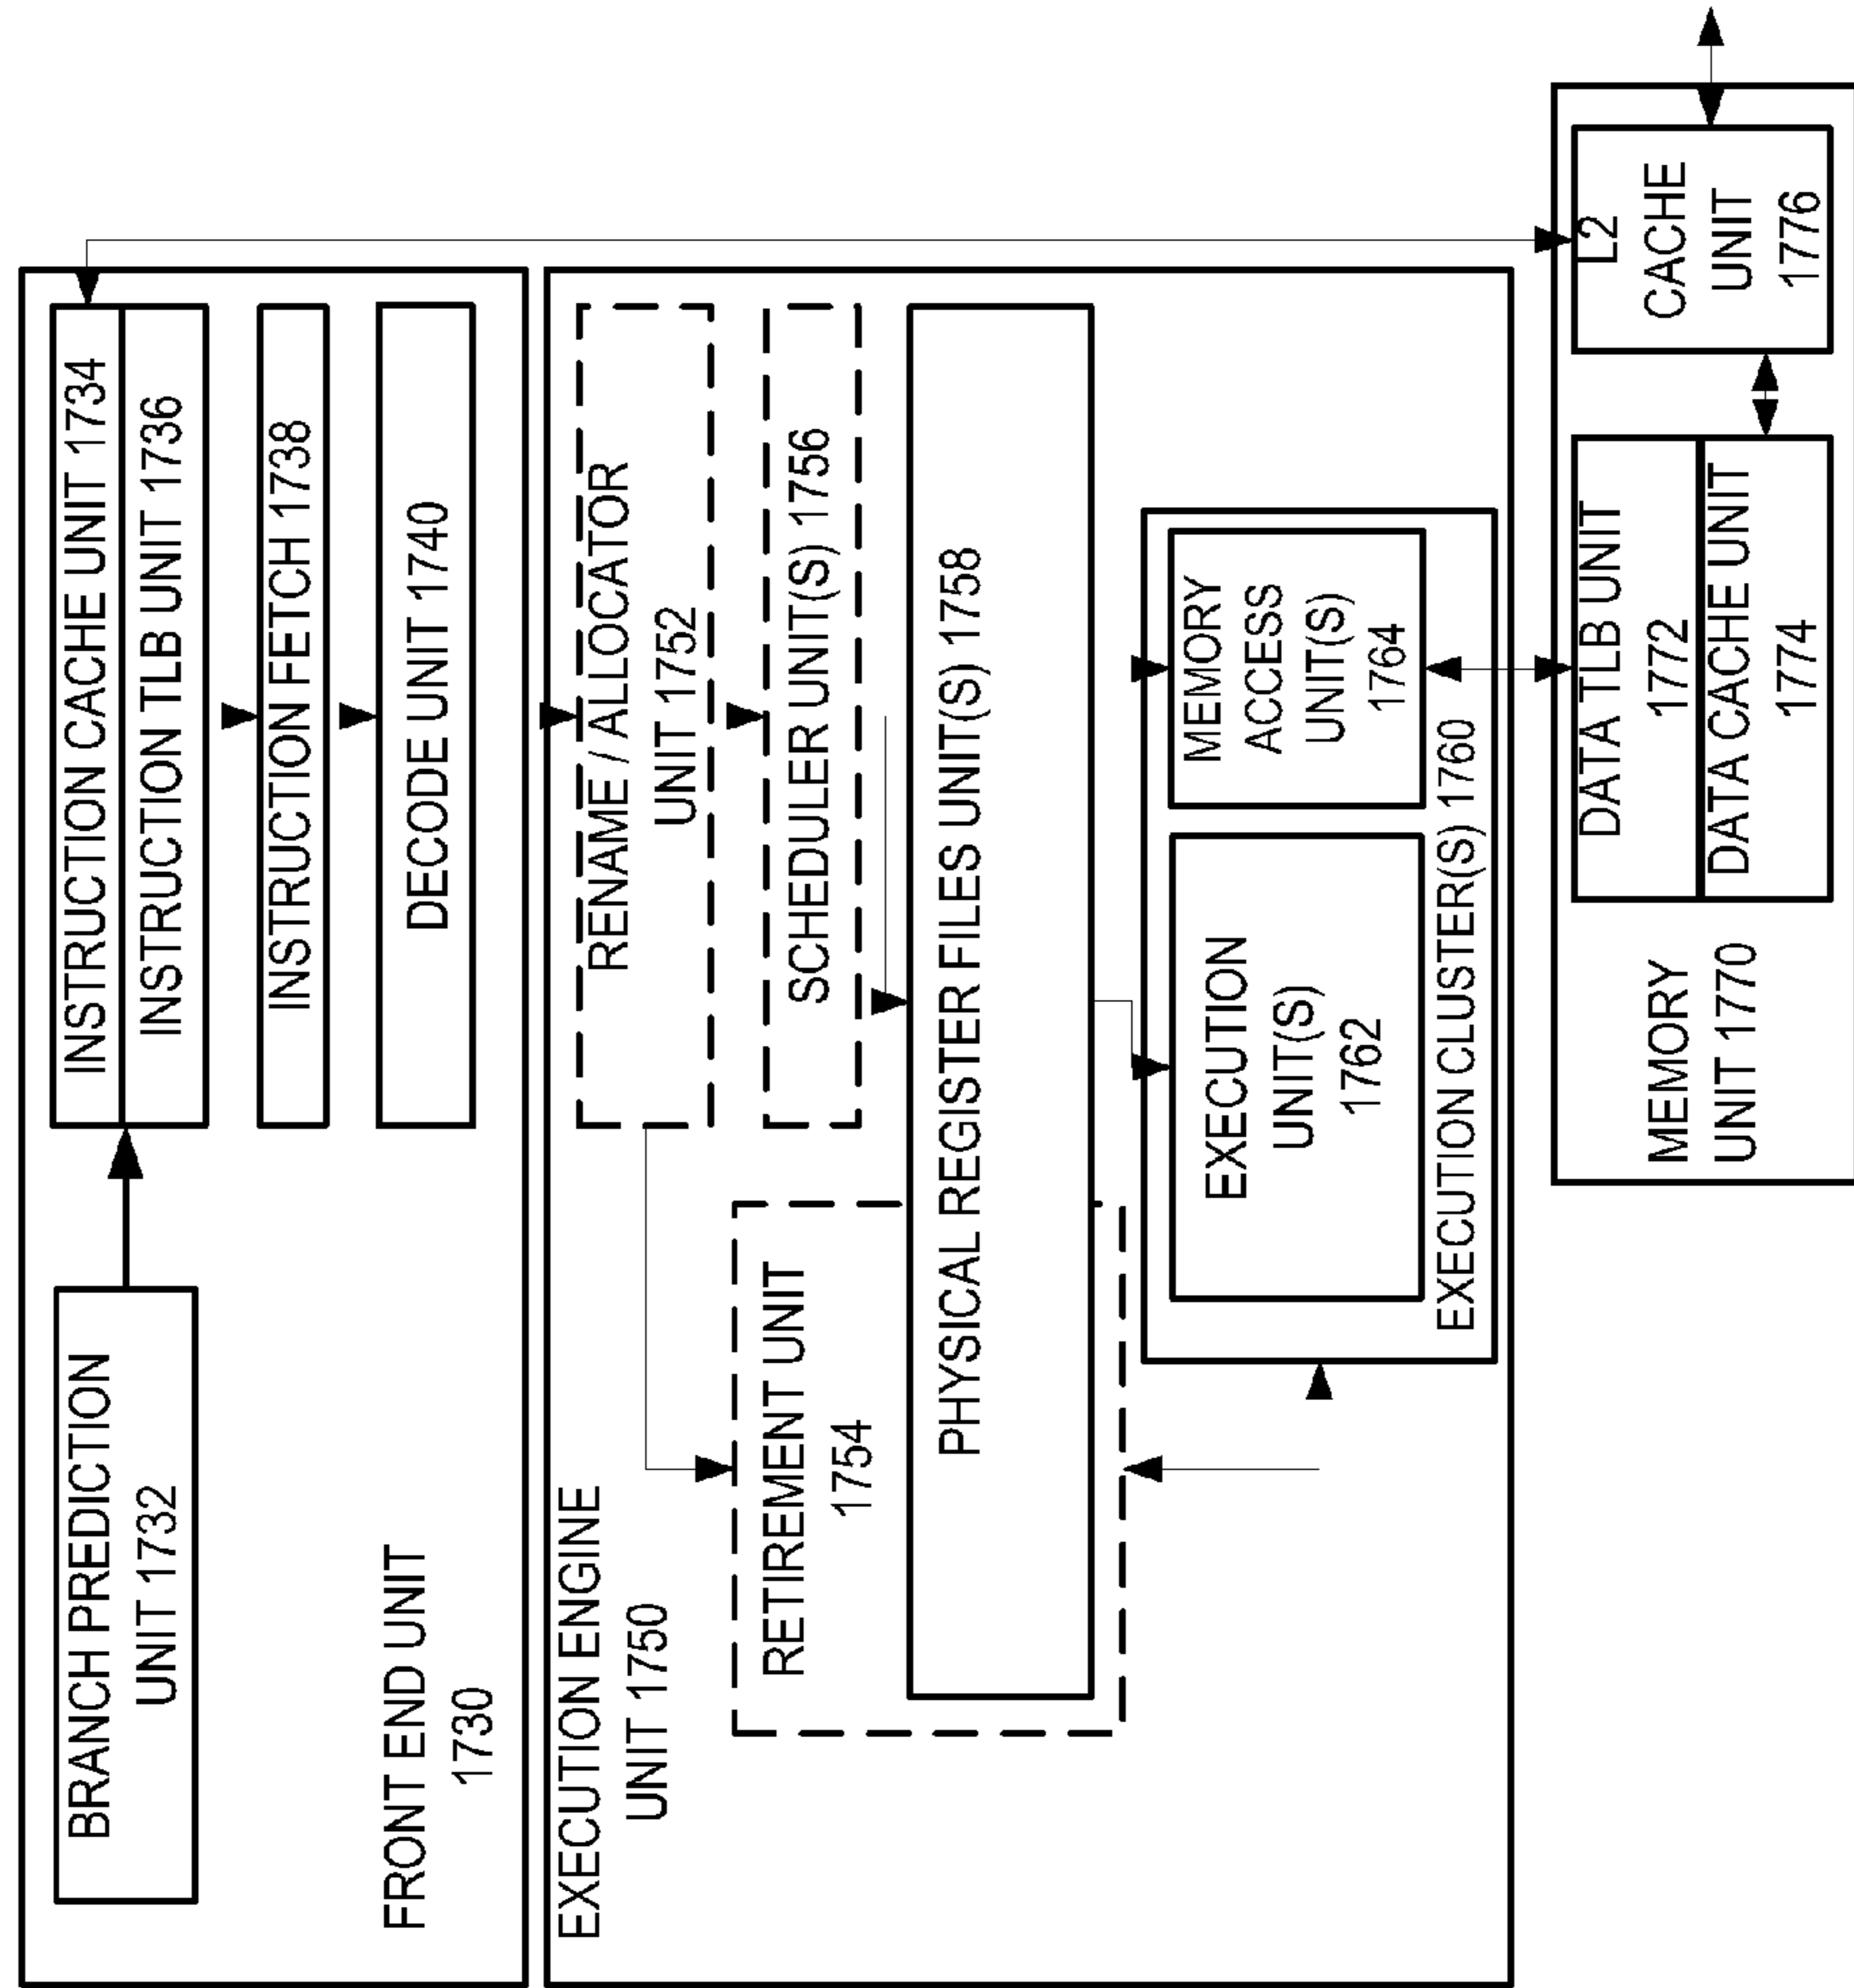 BRANCH PREDICTION
UNIT 1732
INSTRUCTION CACHE UNIT 1734
INSTRUCTION TLB UNIT 1736
INSTRUCTION FETCH 1738
DECODE UNIT 1740
FRONT END UNIT
1730
EXECUTION ENGINE
UNIT 1750
RENAME / ALLOCATOR
UNIT 1752
RETIREMENT UNIT
1754
SCHEDULER UNIT(S) 1756
PHYSICAL REGISTER FILES UNIT(S) 1758
EXECUTION
UNIT(S)
1762
MEMORY
ACCESS
UNIT(S)
1764
EXECUTION CLUSTER(S) 1760
MEMORY
UNIT 1770
DATA TLB UNIT
1772
DATA CACHE UNIT
1774
L2
CACHE
UNIT
1776